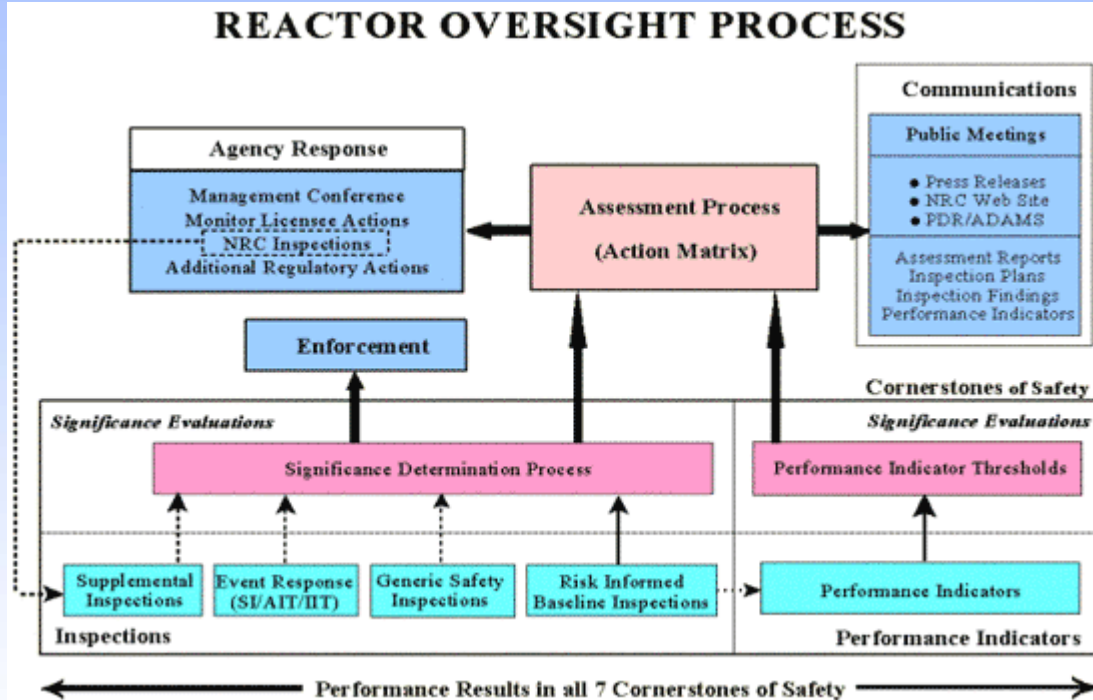 REACTOR OVERSIGHT PROCESS
Communications
Public Meetings
● Press Releases
● NRC Web Site
● PDR/ADAMS
Assessment Reports
Inspection Plans
Inspection Findings
Performance Indicators
Agency Response
Management Conference
Monitor Licensee Actions
NRC Inspections
Additional Regulatory Actions
Assessment Process
(Action Matrix)
Enforcement
Cornerstones of Safety
Significance Evaluations
Significance Evaluations
Significance Determination Process
Performance Indicator Thresholds
Supplemental
Inspections
Event Response
(SI/AIT/IIT)
Generic Safety
Inspections
Risk Informed
Baseline Inspections
Performance Indicators
Inspections
Performance Indicators
Performance Results in all 7 Cornerstones of Safety